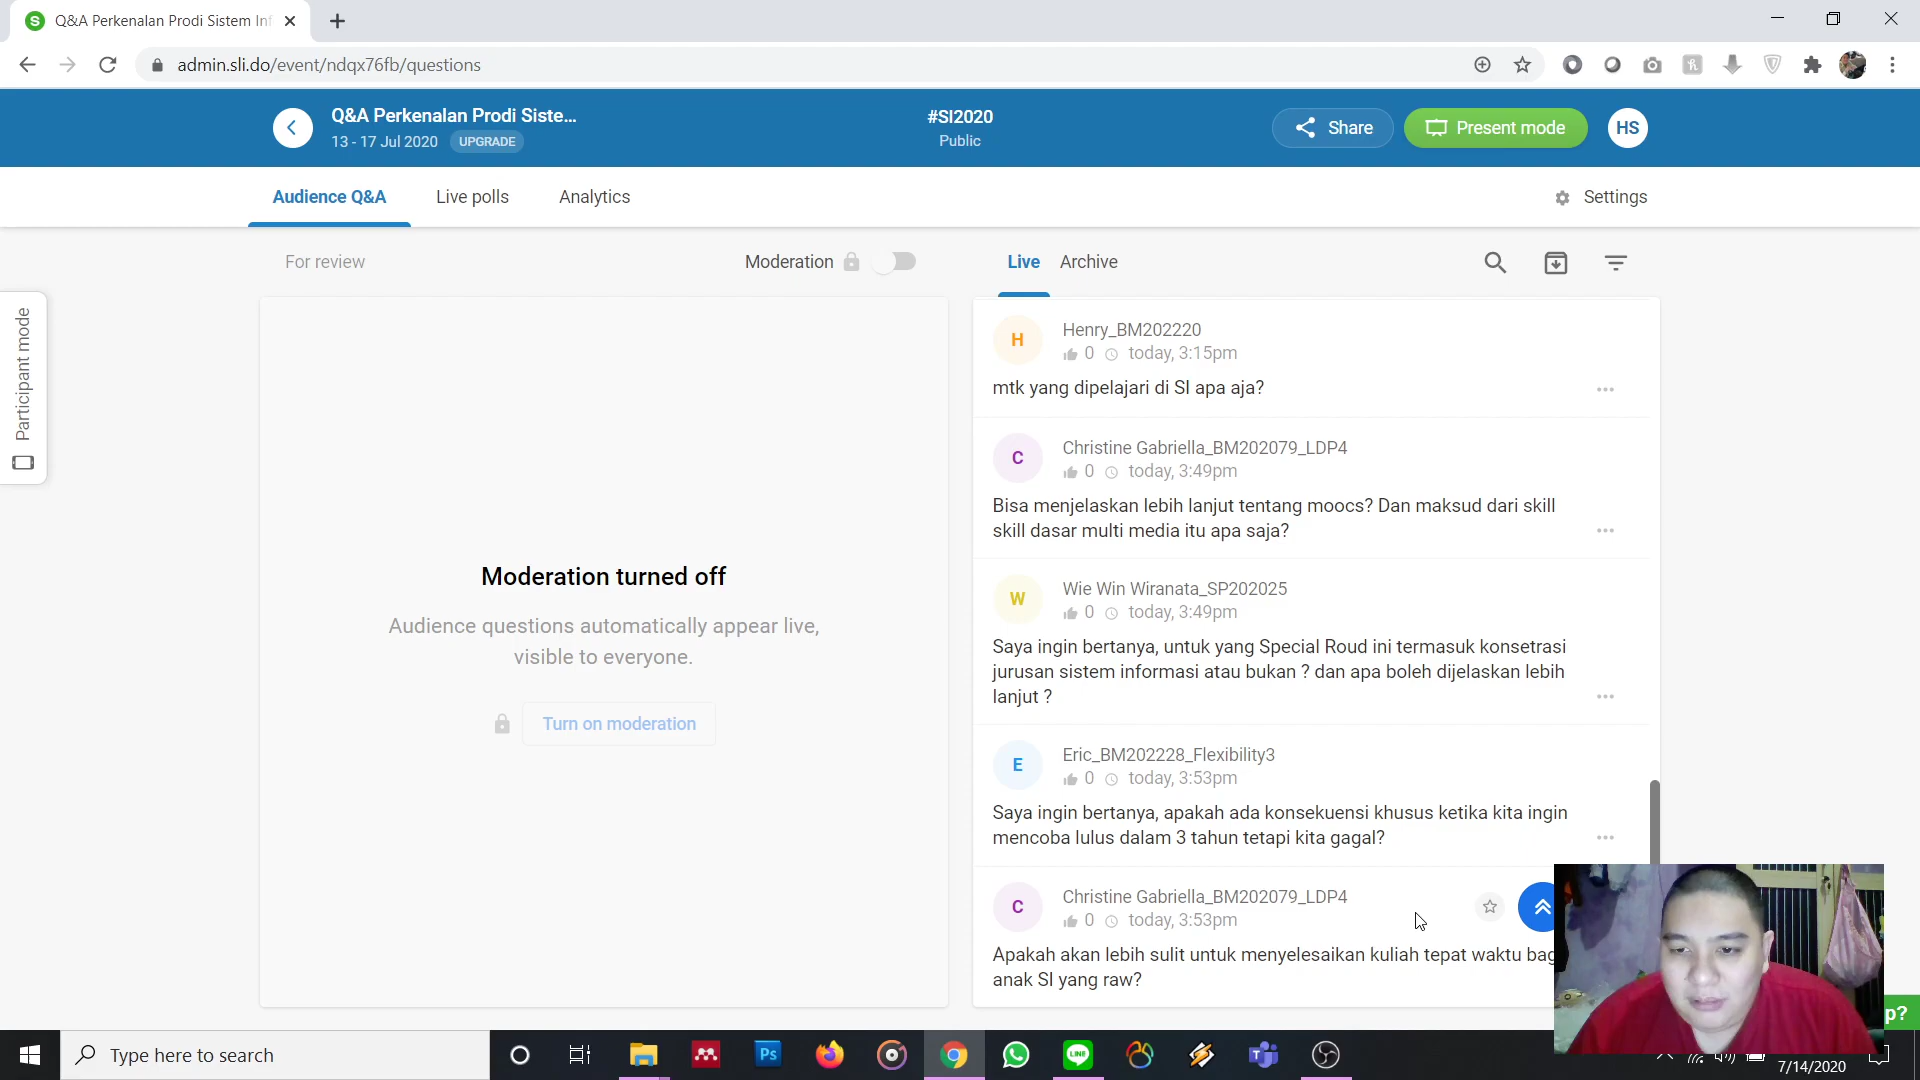 Q&A Perkenalan Prodi Sistem Inf
admin.sli.do/event/ndqx76fb/questions
Q&A Perkenalan Prodi Siste...
13 - 17 Jul 2020 UPGRADE
#SI2020
Public
Share
Present mode
HS
Audience Q&A
Live polls
Analytics
Settings
Participant mode
For review
Moderation
Live
Archive
Moderation turned off
Audience questions automatically appear live,
visible to everyone.
Turn on moderation
H
Henry_BM202220
0 today, 3:15pm
mtk yang dipelajari di SI apa aja?
C
Christine Gabriella_BM202079_LDP4
0 today, 3:49pm
Bisa menjelaskan lebih lanjut tentang moocs? Dan maksud dari skill
skill dasar multi media itu apa saja?
W
Wie Win Wiranata_SP202025
0 today, 3:49pm
Saya ingin bertanya, untuk yang Special Roud ini termasuk konsetrasi
jurusan sistem informasi atau bukan ? dan apa boleh dijelaskan lebih
lanjut ?
E
Eric_BM202228_Flexibility3
0 today, 3:53pm
Saya ingin bertanya, apakah ada konsekuensi khusus ketika kita ingin
mencoba lulus dalam 3 tahun tetapi kita gagal?
C
Christine Gabriella_BM202079_LDP4
0 today, 3:53pm
Apakah akan lebih sulit untuk menyelesaikan kuliah tepat waktu bag
anak SI yang raw?
p?
Type here to search
Ps
LINE
7/14/2020